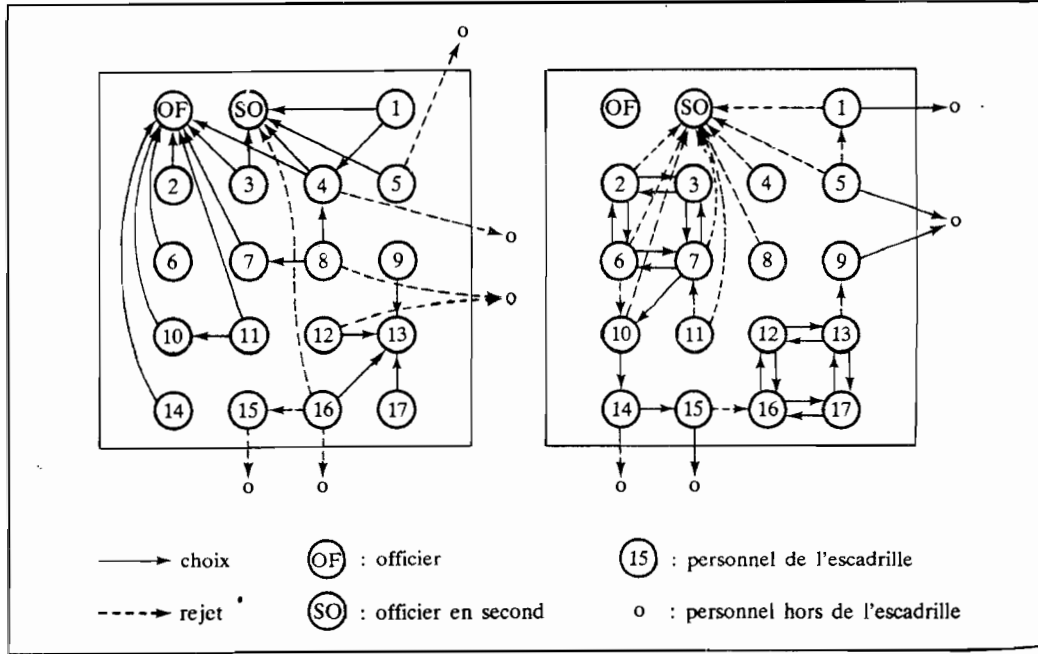 o
OF SO 1 OF SO 1 o
2 3 4 5 2 3 4 5
o o
6 7 8 9 6 7 8 9
o
10 11 12 13 10 11 12 13
14 15 16 17 14 15 16 17
o o o o
choix OF : officier 15 : personnel de l'escadrille
rejet SO : officier en second o : personnel hors de l'escadrille